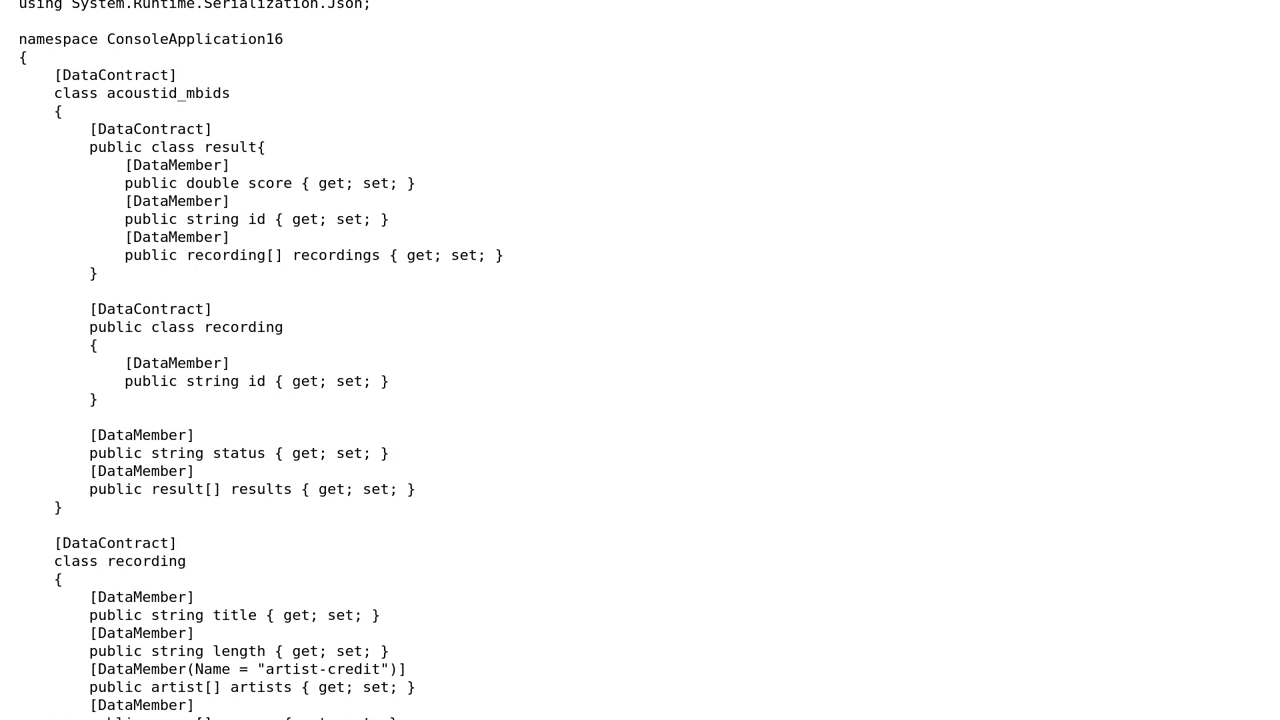 using System.Runtime.Serialization.Json;

namespace ConsoleApplication16
{
    [DataContract]
    class acoustid_mbids
    {
        [DataContract]
        public class result{
            [DataMember]
            public double score { get; set; }
            [DataMember]
            public string id { get; set; }
            [DataMember]
            public recording[] recordings { get; set; }
        }

        [DataContract]
        public class recording
        {
            [DataMember]
            public string id { get; set; }
        }

        [DataMember]
        public string status { get; set; }
        [DataMember]
        public result[] results { get; set; }
    }

    [DataContract]
    class recording
    {
        [DataMember]
        public string title { get; set; }
        [DataMember]
        public string length { get; set; }
        [DataMember(Name = "artist-credit")]
        public artist[] artists { get; set; }
        [DataMember]